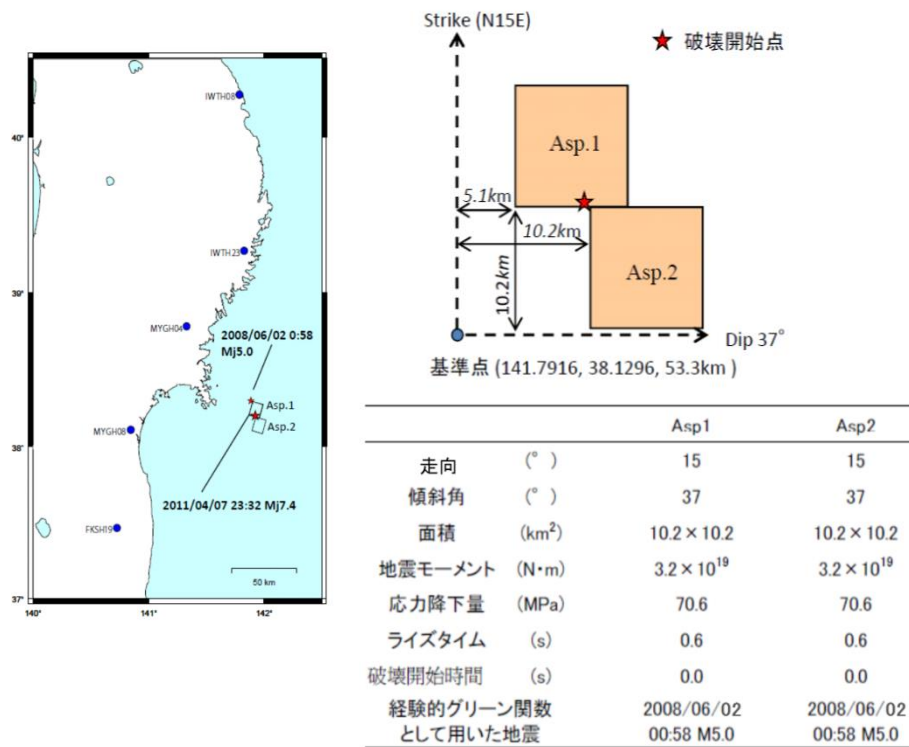 Strike (N15E)
★ 破壊開始点
Asp.1
5.1km
10.2km
10.2km
Asp.2
Dip 37°
基準点 (141.7916, 38.1296, 53.3km )
IWTH08
40°
IWTH23
39°
MYGH04
2008/06/02 0:58
Mj5.0
Asp.1
Asp.2
MYGH08
38°
2011/04/07 23:32 Mj7.4
FKSH19
50 km
37°
140° 141° 142°
Asp1 Asp2
走向 (°) 15 15
傾斜角 (°) 37 37
面積 (km²) 10.2×10.2 10.2×10.2
地震モーメント (N・m) 3.2×10¹⁹ 3.2×10¹⁹
応力降下量 (MPa) 70.6 70.6
ライズタイム (s) 0.6 0.6
破壊開始時間 (s) 0.0 0.0
経験的グリーン関数 2008/06/02 2008/06/02
として用いた地震 00:58 M5.0 00:58 M5.0